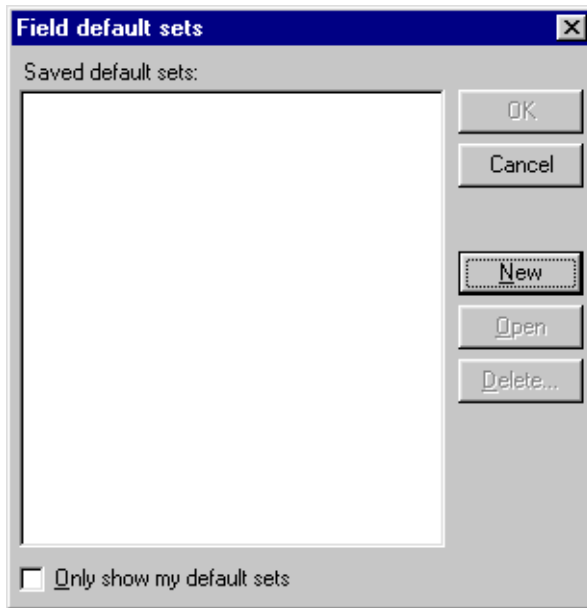 Field default sets
Saved default sets:
OK
Cancel
New
Open
Delete...
Only show my default sets